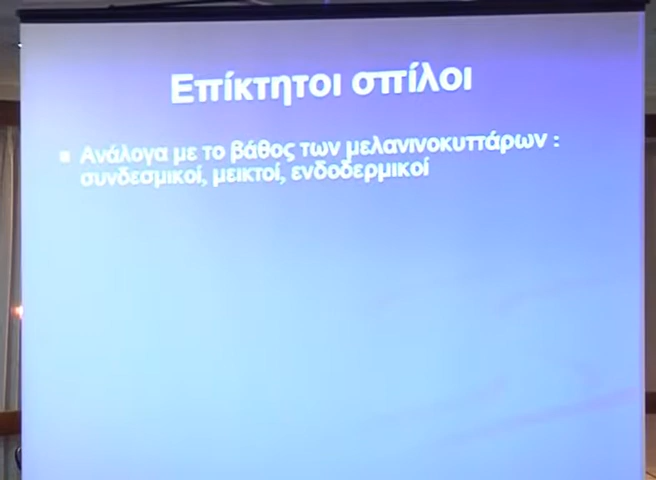 Επίκτητοι σπίλοι
Ανάλογα με το βάθος των μελανινοκυττάρων :
συνδεσμικοί, μεικτοί, ενδοδερμικοί